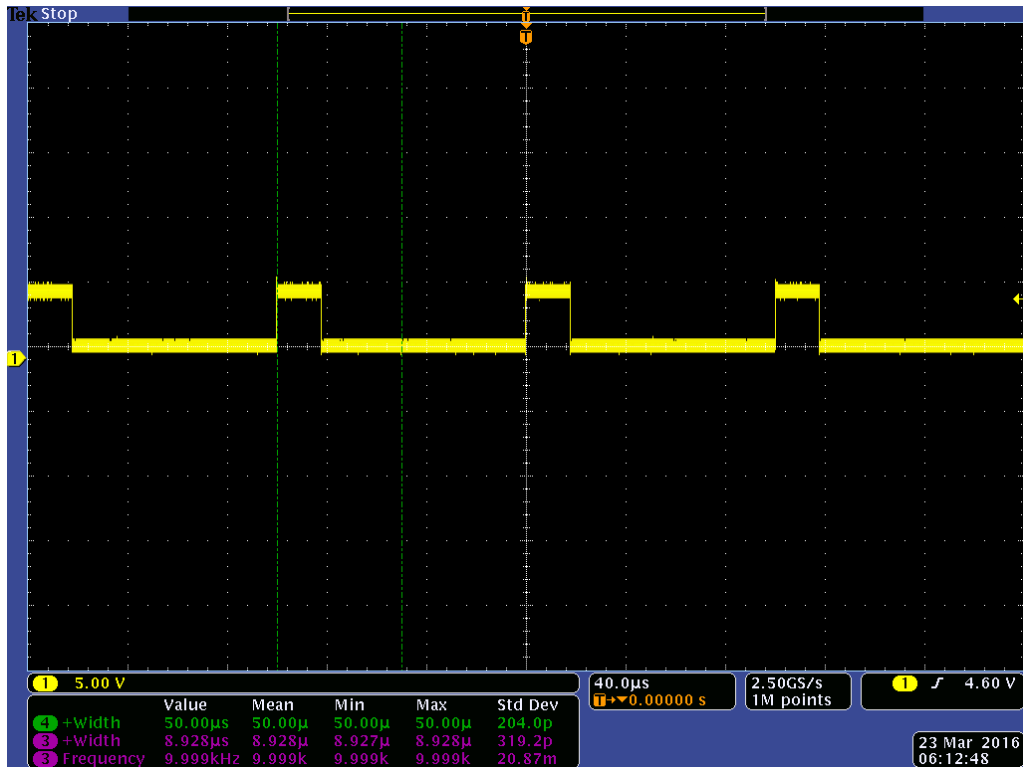 Tek Stop
T
T
1
1 5.00 V
40.0µs
T→▼0.00000 s
2.50GS/s
1M points
1 4.60 V
Value Mean Min Max Std Dev
4 +Width 50.00µs 50.00µ 50.00µ 50.00µ 204.0p
3 +Width 8.928µs 8.928µ 8.927µ 8.928µ 319.2p
3 Frequency 9.999kHz 9.999k 9.999k 9.999k 20.87m
23 Mar 2016
06:12:48